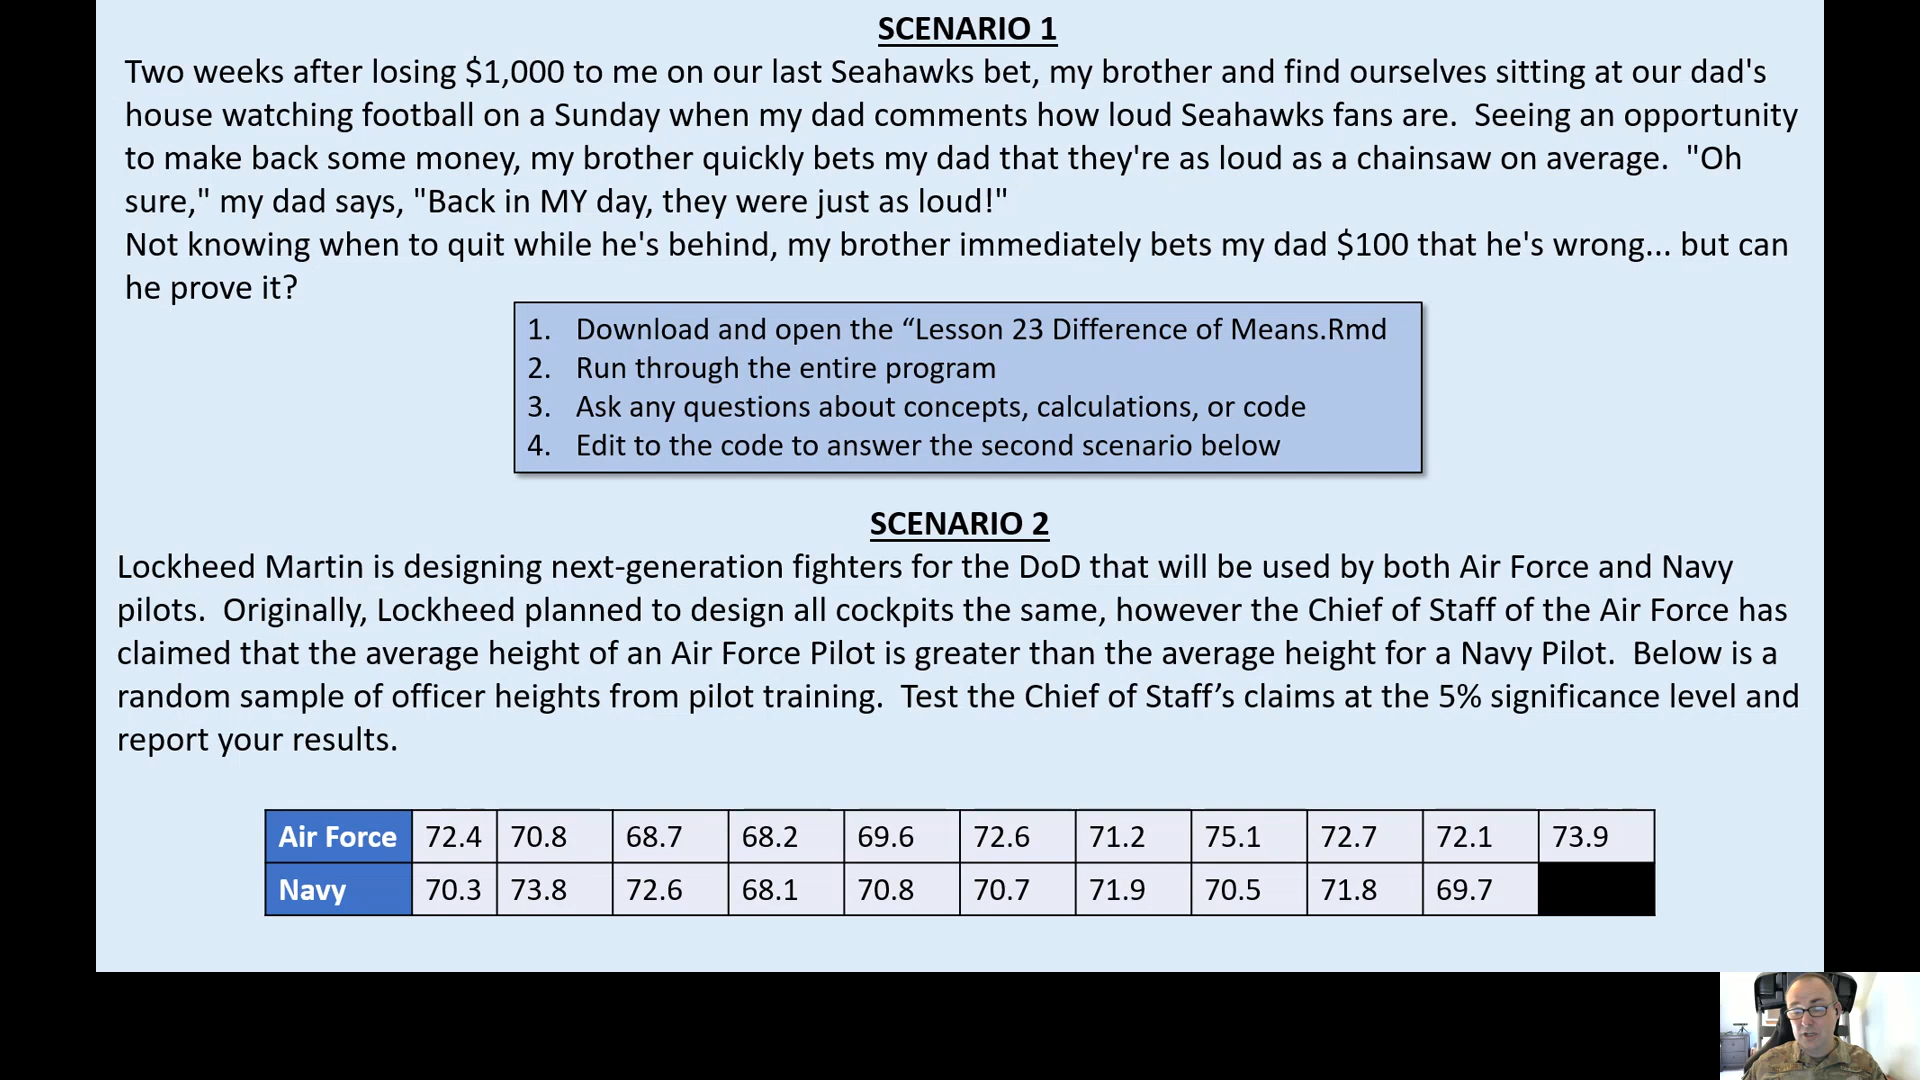 SCENARIO 1
Two weeks after losing $1,000 to me on our last Seahawks bet, my brother and find ourselves sitting at our dad's
house watching football on a Sunday when my dad comments how loud Seahawks fans are.  Seeing an opportunity
to make back some money, my brother quickly bets my dad that they're as loud as a chainsaw on average.  "Oh
sure," my dad says, "Back in MY day, they were just as loud!"
Not knowing when to quit while he's behind, my brother immediately bets my dad $100 that he's wrong... but can
he prove it?
1. Download and open the “Lesson 23 Difference of Means.Rmd
2. Run through the entire program
3. Ask any questions about concepts, calculations, or code
4. Edit to the code to answer the second scenario below
SCENARIO 2
Lockheed Martin is designing next-generation fighters for the DoD that will be used by both Air Force and Navy
pilots.  Originally, Lockheed planned to design all cockpits the same, however the Chief of Staff of the Air Force has
claimed that the average height of an Air Force Pilot is greater than the average height for a Navy Pilot.  Below is a
random sample of officer heights from pilot training.  Test the Chief of Staff’s claims at the 5% significance level and
report your results.
Air Force 72.4 70.8 68.7 68.2 69.6 72.6 71.2 75.1 72.7 72.1 73.9
Navy 70.3 73.8 72.6 68.1 70.8 70.7 71.9 70.5 71.8 69.7